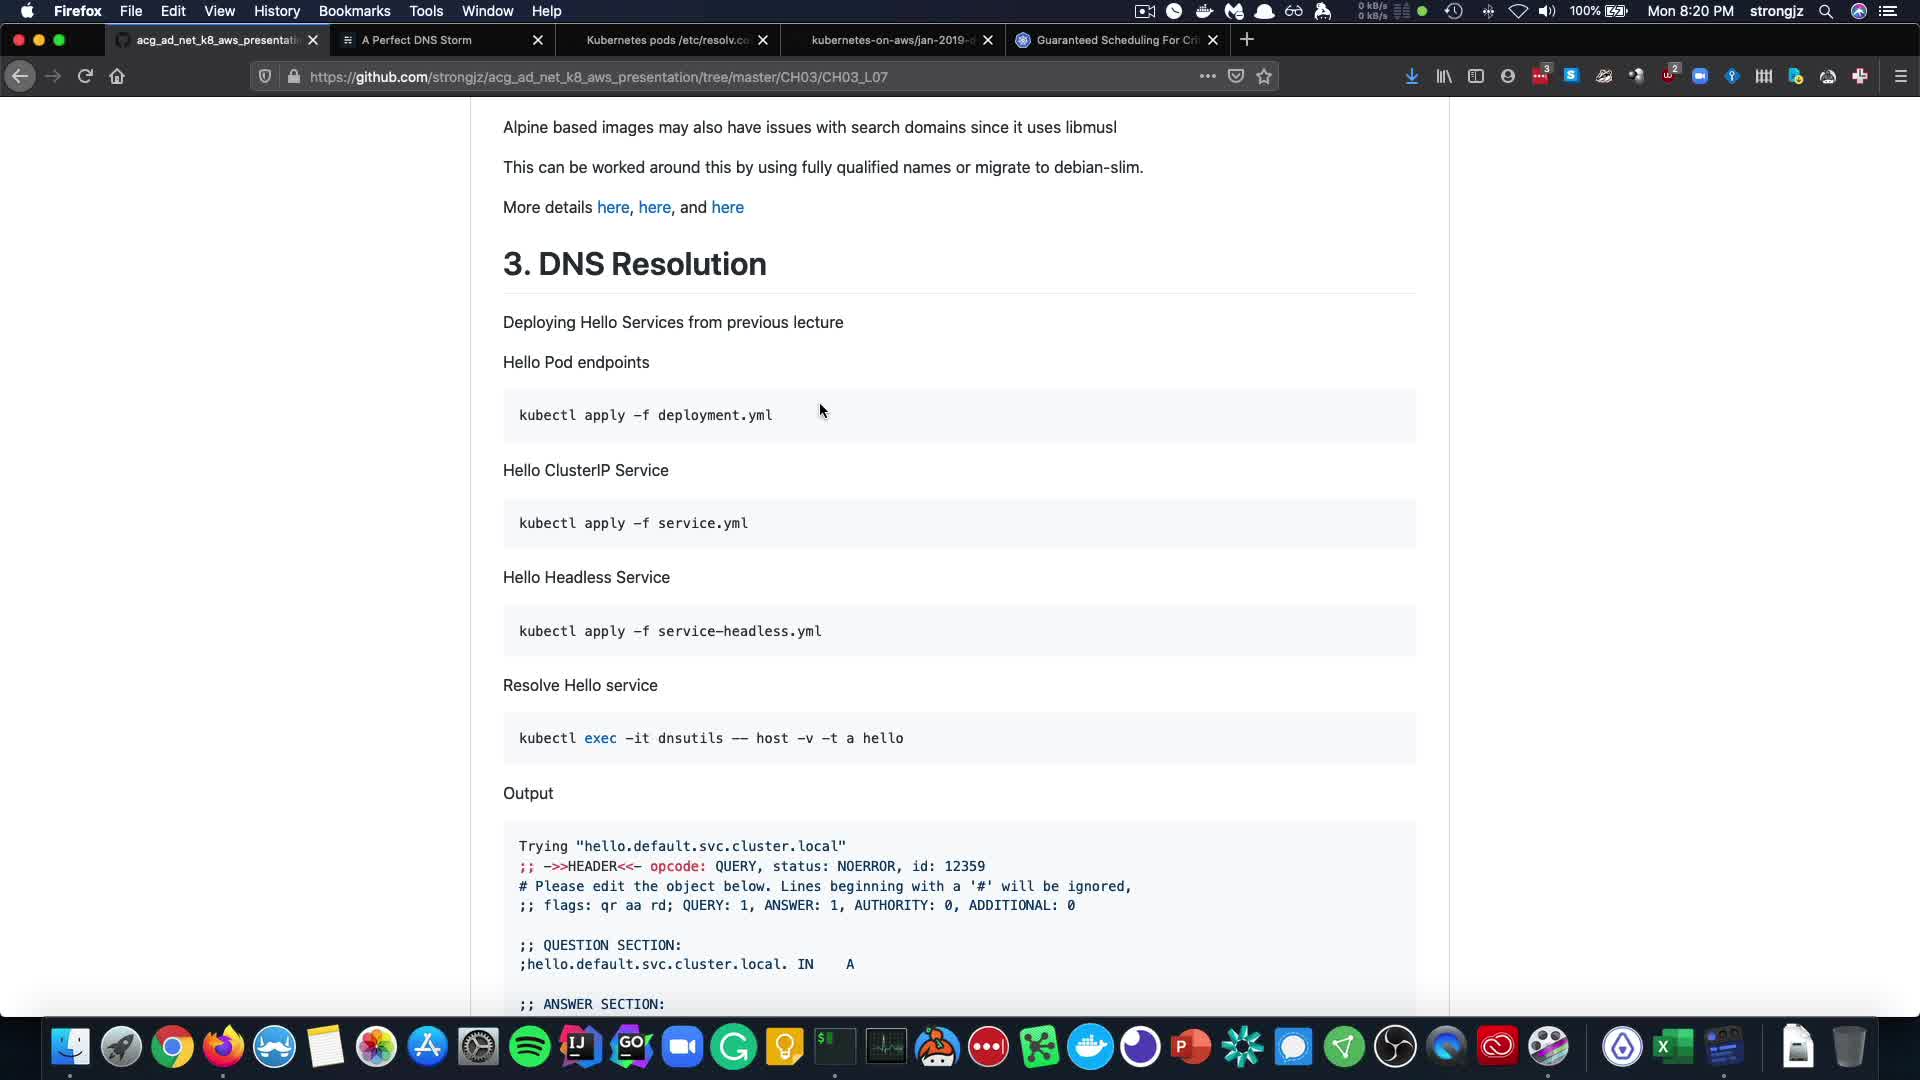 Firefox File Edit View History Bookmarks Tools Window Help 0 kB/s 0 kB/s 100% Mon 8:20 PM strongjz
acg_ad_net_k8_aws_presentati A Perfect DNS Storm Kubernetes pods /etc/resolv.co kubernetes-on-aws/jan-2019- Guaranteed Scheduling For Cri
https://github.com/strongjz/acg_ad_net_k8_aws_presentation/tree/master/CH03/CH03_L07
Alpine based images may also have issues with search domains since it uses libmusl
This can be worked around this by using fully qualified names or migrate to debian-slim.
More details here, here, and here
3. DNS Resolution
Deploying Hello Services from previous lecture
Hello Pod endpoints
kubectl apply -f deployment.yml
Hello ClusterIP Service
kubectl apply -f service.yml
Hello Headless Service
kubectl apply -f service-headless.yml
Resolve Hello service
kubectl exec -it dnsutils -- host -v -t a hello
Output
Trying "hello.default.svc.cluster.local"
;; ->>HEADER<<- opcode: QUERY, status: NOERROR, id: 12359
# Please edit the object below. Lines beginning with a '#' will be ignored,
;; flags: qr aa rd; QUERY: 1, ANSWER: 1, AUTHORITY: 0, ADDITIONAL: 0
;; QUESTION SECTION:
;hello.default.svc.cluster.local. IN A
;; ANSWER SECTION: